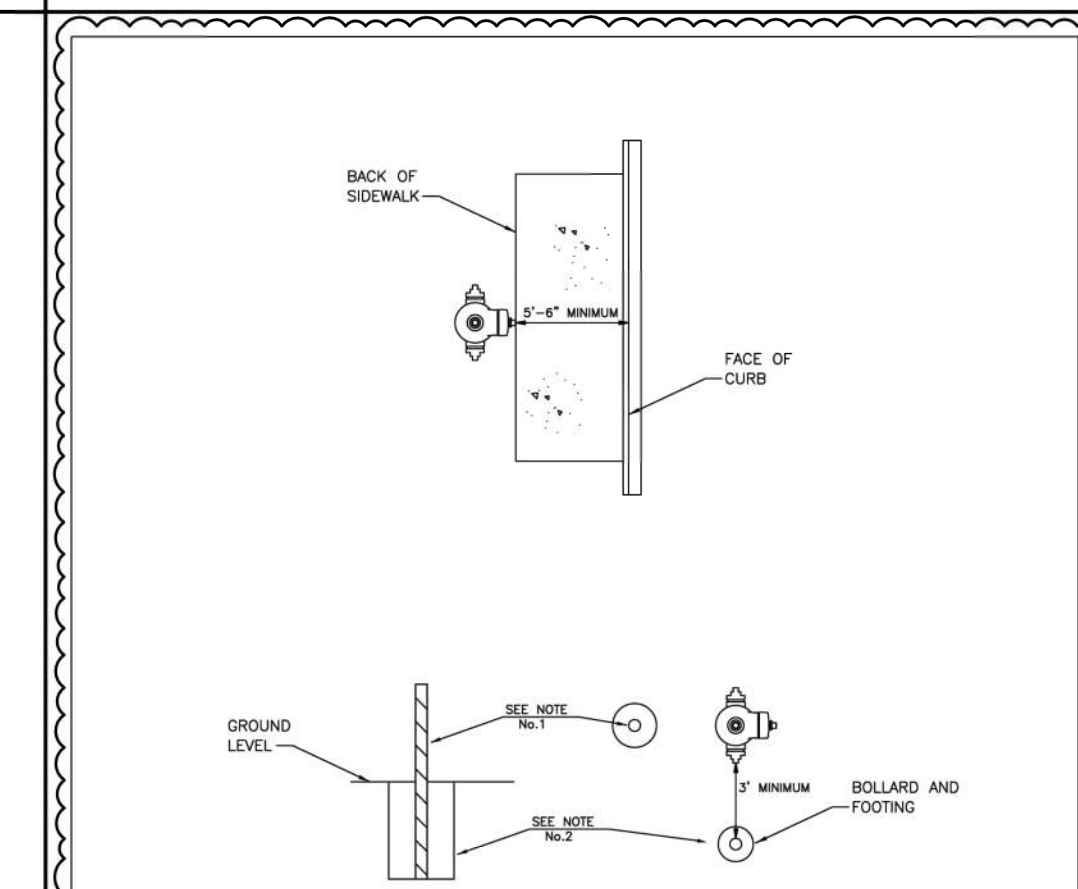 BACK OF
SIDEWALK
5'-6" MINIMUM
FACE OF
CURB
SEE NOTE
No.1
GROUND
LEVEL
3' MINIMUM
BOLLARD AND
FOOTING
SEE NOTE
No.2